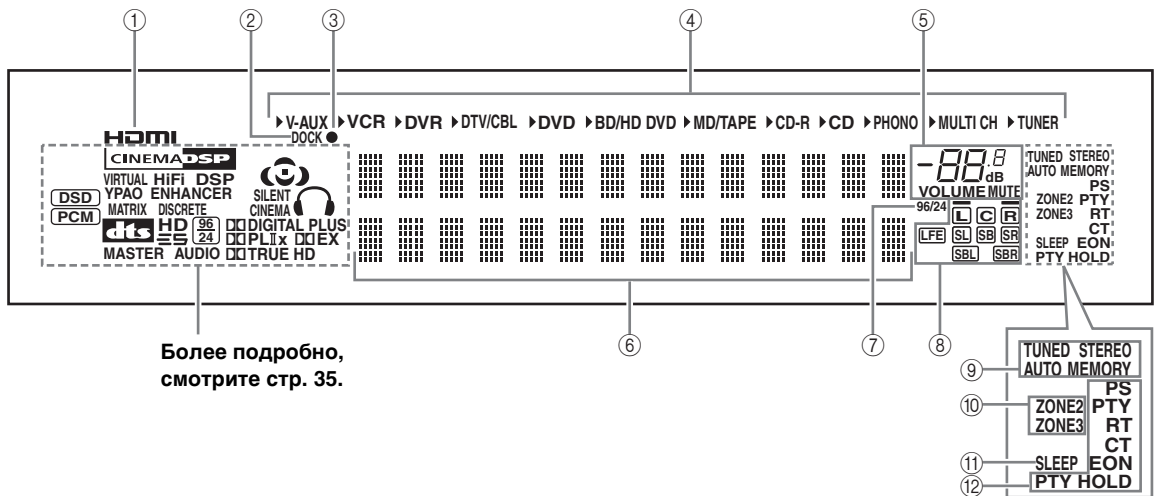 ① ② ③ ④ ⑤
V-AUX VCR DVR DTV/CBL DVD BD/HD DVD MD/TAPE CD-R CD PHONO MULTI CH TUNER
DOCK
HDMI
CINEMA DSP
VIRTUAL HiFi DSP
DSD YPAO ENHANCER
PCM MATRIX DISCRETE
SILENT
CINEMA
dts HD 96 24 DIGITAL PLUS
ES PLIIx EX
MASTER AUDIO TRUE HD
-88.8 dB
VOLUME MUTE
96/24 L C R
LFE SL SB SR
SBL SBR
TUNED STEREO
AUTO MEMORY
PS
ZONE2 PTY
ZONE3 RT
CT
SLEEP EON
PTY HOLD
Более подробно,
смотрите стр. 35.
⑥ ⑦ ⑧
⑨ TUNED STEREO
AUTO MEMORY
PS
⑩ ZONE2 PTY
ZONE3 RT
CT
⑪ SLEEP EON
⑫ PTY HOLD